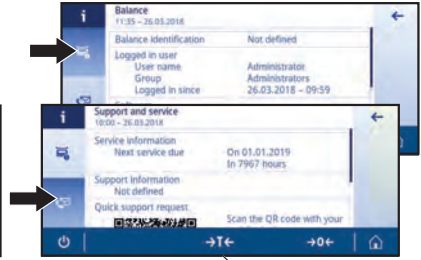 i
Balance
11:35 – 26.03.2018
Balance identification Not defined
Logged in user
User name Administrator
Group Administrators
Logged in since 26.03.2018 – 09:59
i
Support and service
10:00 – 26.03.2018
Service information
Next service due On 01.01.2019
In 7967 hours
Support information
Not defined
Quick support request
Scan the QR code with your
→T← →0←